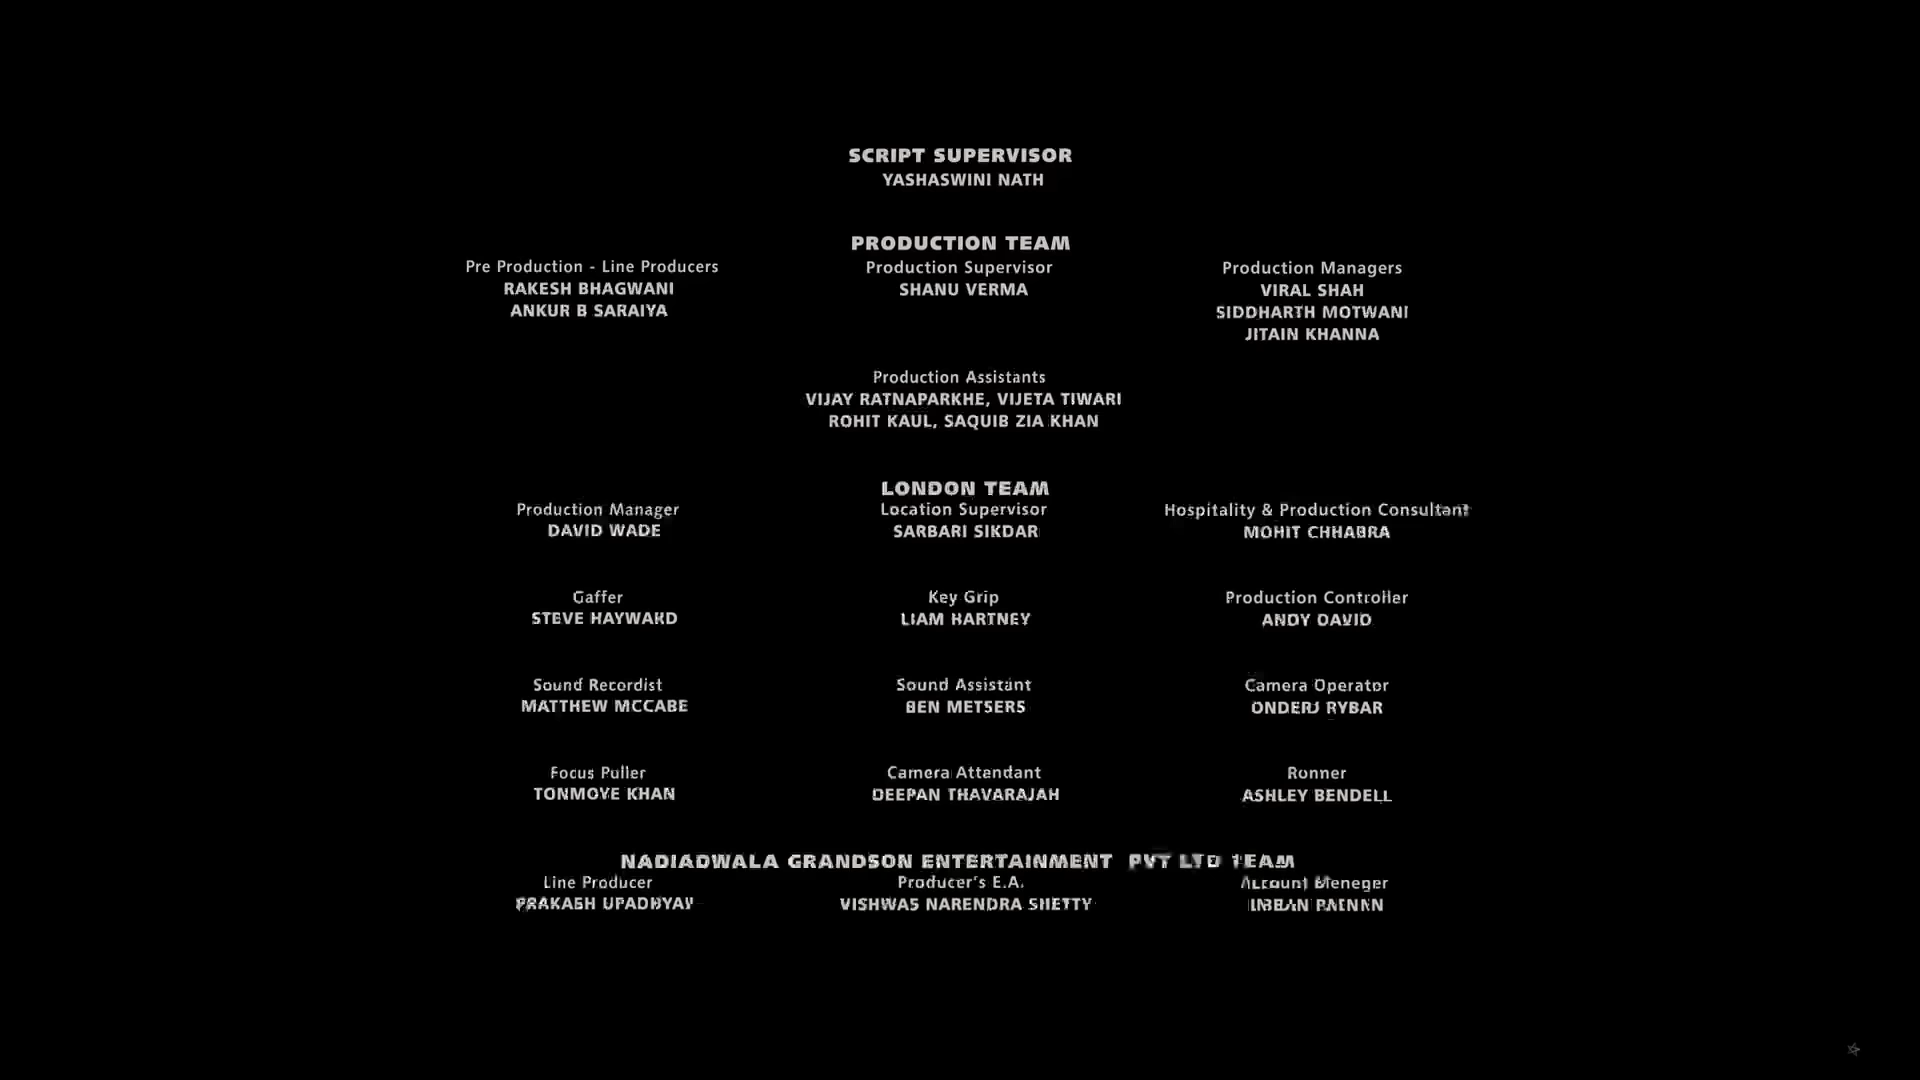 SCRIPT SUPERVISOR
YASHASWINI NATH
PRODUCTION TEAM
Pre Production - Line Producers
RAKESH BHAGWANI
ANKUR B SARAIYA
Production Supervisor
SHANU VERMA
Production Managers
VIRAL SHAH
SIDDHARTH MOTWANI
JITAIN KHANNA
Production Assistants
VIJAY RATNAPARKHE, VIJETA TIWARI
ROHIT KAUL, SAQUIB ZIA KHAN
LONDON TEAM
Production Manager
DAVID WADE
Location Supervisor
SARBARI SIKDAR
Hospitality & Production Consultant
MOHIT CHHABRA
Gaffer
STEVE HAYWARD
Key Grip
LIAM HARTNEY
Production Controller
ANDY DAVID
Sound Recordist
MATTHEW MCCABE
Sound Assistant
BEN METSERS
Camera Operator
ONDERJ RYBAR
Focus Puller
TONMOYE KHAN
Camera Attendant
DEEPAN THAVARAJAH
Ronner
ASHLEY BENDELL
NADIADWALA GRANDSON ENTERTAINMENT PVT LTD TEAM
Line Producer
PRAKASH UPADHYAY
Producer's E.A.
VISHWAS NARENDRA SHETTY
Account Meneger